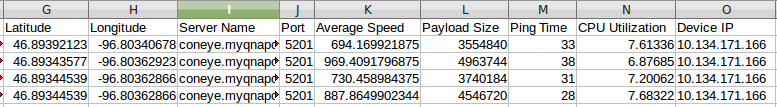 G H I J K L M N O
Latitude Longitude Server Name Port Average Speed Payload Size Ping Time CPU Utilization Device IP
46.89392123 -96.80340678 coneye.myqnapc 5201 694.169921875 3554840 33 7.61336 10.134.171.166
46.89343577 -96.80362923 coneye.myqnapc 5201 969.4091796875 4963744 38 6.87685 10.134.171.166
46.89344539 -96.80362866 coneye.myqnapc 5201 730.458984375 3740184 31 7.20062 10.134.171.166
46.89344539 -96.80362866 coneye.myqnapc 5201 887.8649902344 4546720 28 7.68322 10.134.171.166